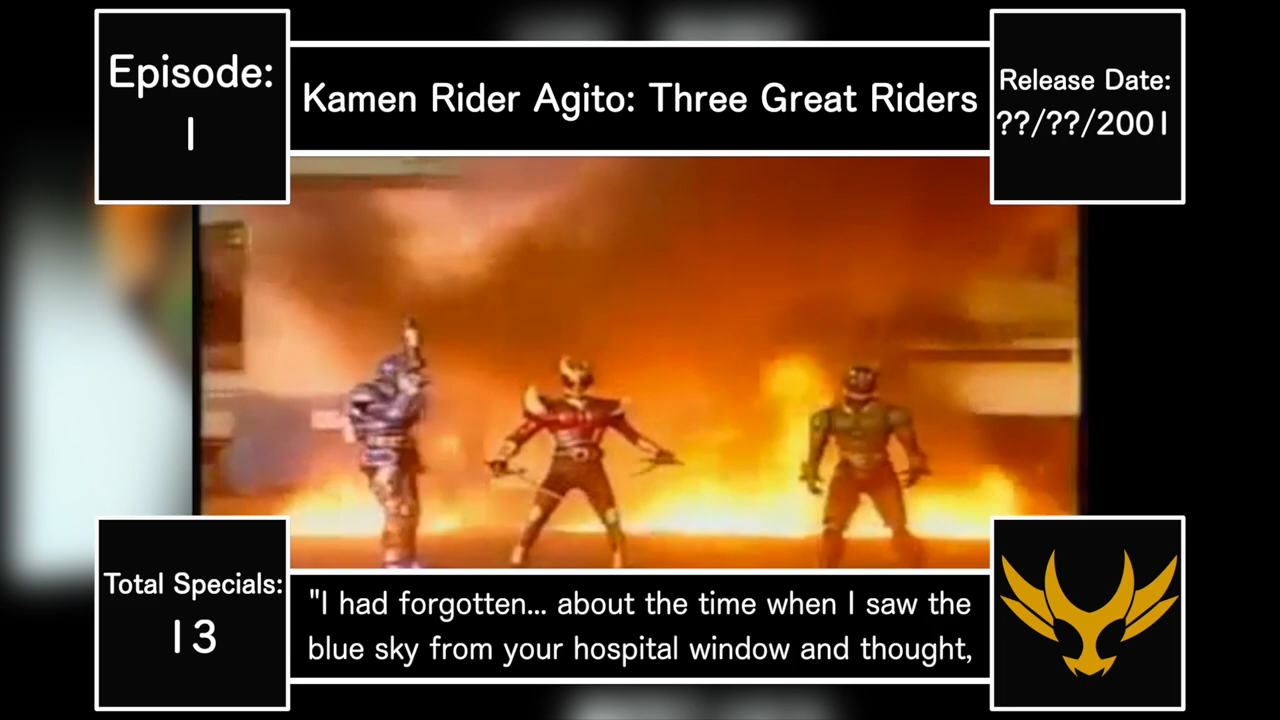 Episode:
1
Kamen Rider Agito: Three Great Riders
Release Date:
??/??/2001
Total Specials:
13
"I had forgotten... about the time when I saw the
blue sky from your hospital window and thought,